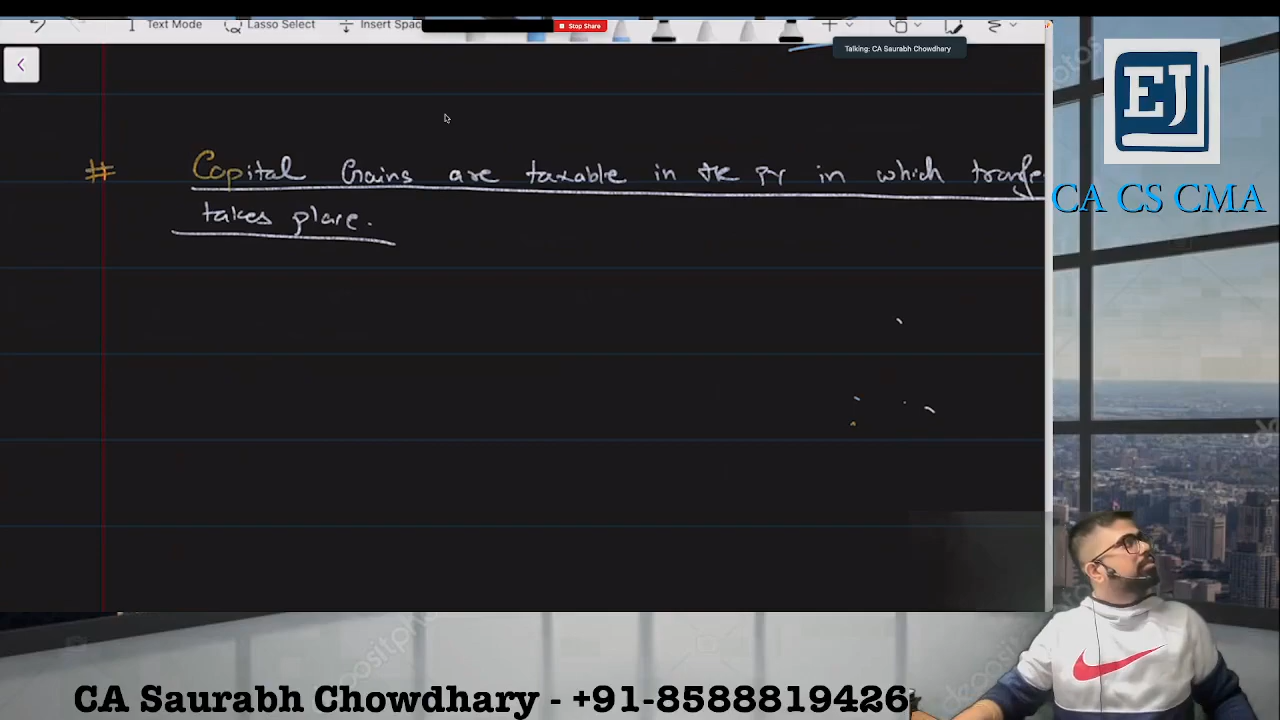 Text Mode
Lasso Select
Insert Spac
Stop Share
Talking: CA Saurabh Chowdhary
EJ
CA CS CMA
# Capital Gains are taxable in the PY in which transfe
takes place.
depositphotos
CA Saurabh Chowdhary - +91-8588819426